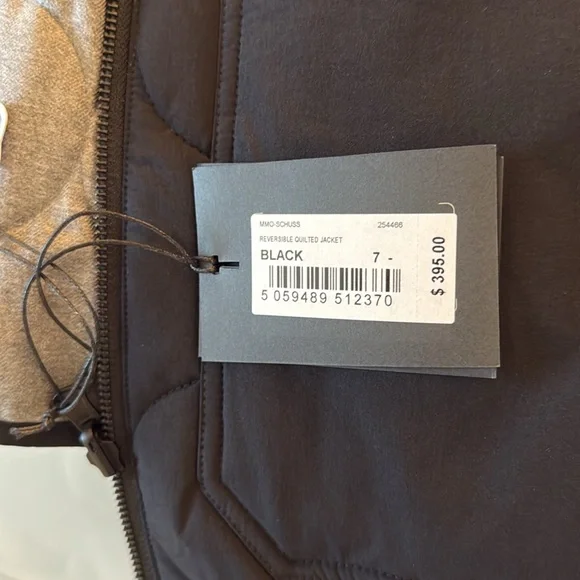 MMO-SCHUSS 254466
REVERSIBLE QUILTED JACKET
BLACK 7 -
5 059489 512370
$ 395.00